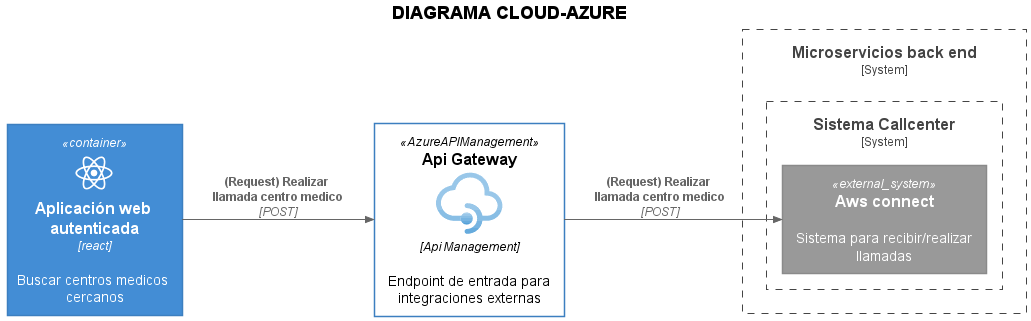 DIAGRAMA CLOUD-AZURE
«container»
Aplicación web
autenticada
[react]
Buscar centros medicos
cercanos
(Request) Realizar
llamada centro medico
[POST]
«AzureAPIManagement»
Api Gateway
[Api Management]
Endpoint de entrada para
integraciones externas
(Request) Realizar
llamada centro medico
[POST]
Microservicios back end
[System]
Sistema Callcenter
[System]
«external_system»
Aws connect
Sistema para recibir/realizar
llamadas